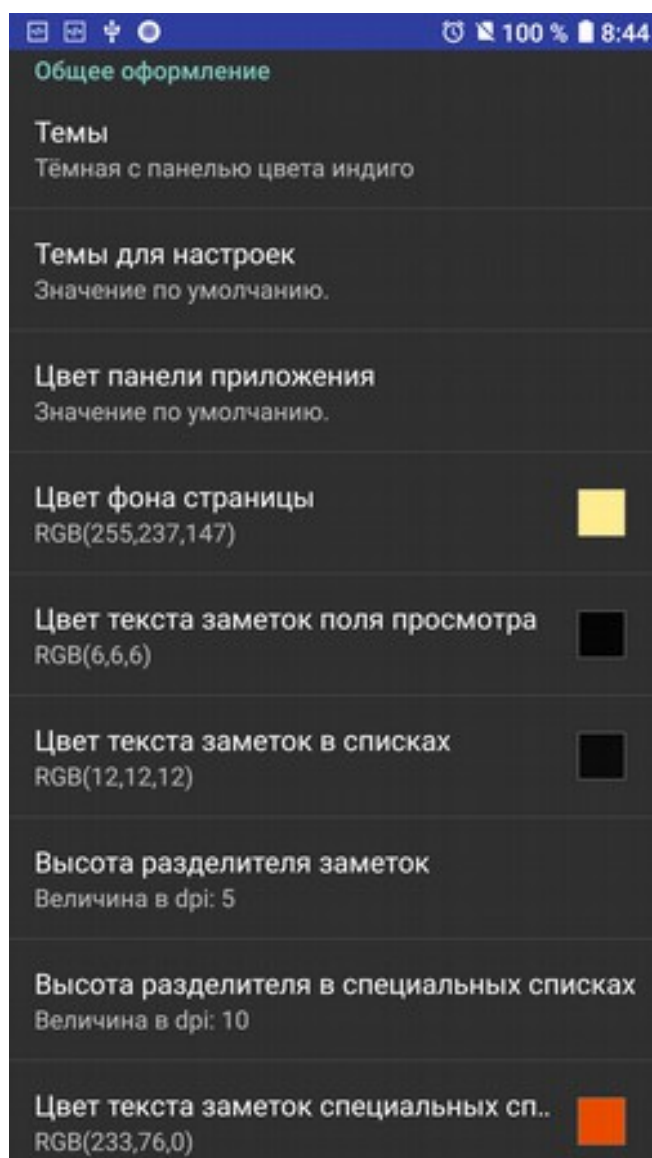 100 % 8:44
Общее оформление
Темы
Тёмная с панелью цвета индиго
Темы для настроек
Значение по умолчанию.
Цвет панели приложения
Значение по умолчанию.
Цвет фона страницы
RGB(255,237,147)
Цвет текста заметок поля просмотра
RGB(6,6,6)
Цвет текста заметок в списках
RGB(12,12,12)
Высота разделителя заметок
Величина в dpi: 5
Высота разделителя в специальных списках
Величина в dpi: 10
Цвет текста заметок специальных сп..
RGB(233,76,0)